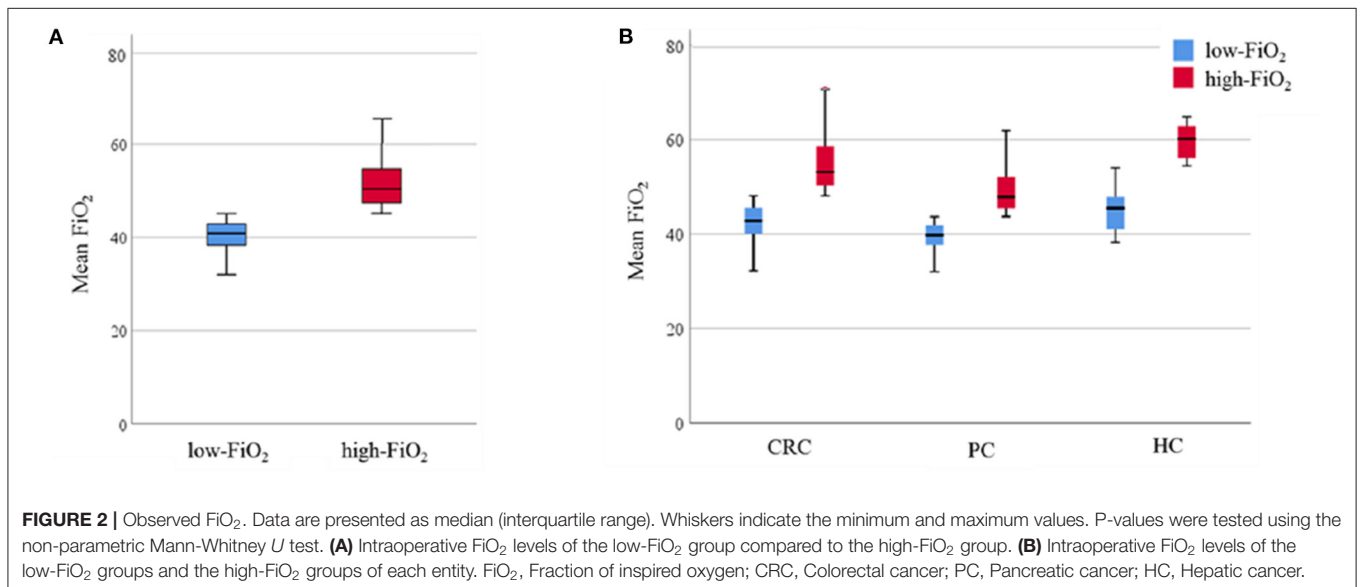 A
80
60
40
20
0
Mean FiO₂
low-FiO₂ high-FiO₂
B
80
60
40
20
0
Mean FiO₂
low-FiO₂
high-FiO₂
CRC PC HC
FIGURE 2 | Observed FiO₂. Data are presented as median (interquartile range). Whiskers indicate the minimum and maximum values. P-values were tested using the
non-parametric Mann-Whitney U test. (A) Intraoperative FiO₂ levels of the low-FiO₂ group compared to the high-FiO₂ group. (B) Intraoperative FiO₂ levels of the
low-FiO₂ groups and the high-FiO₂ groups of each entity. FiO₂, Fraction of inspired oxygen; CRC, Colorectal cancer; PC, Pancreatic cancer; HC, Hepatic cancer.